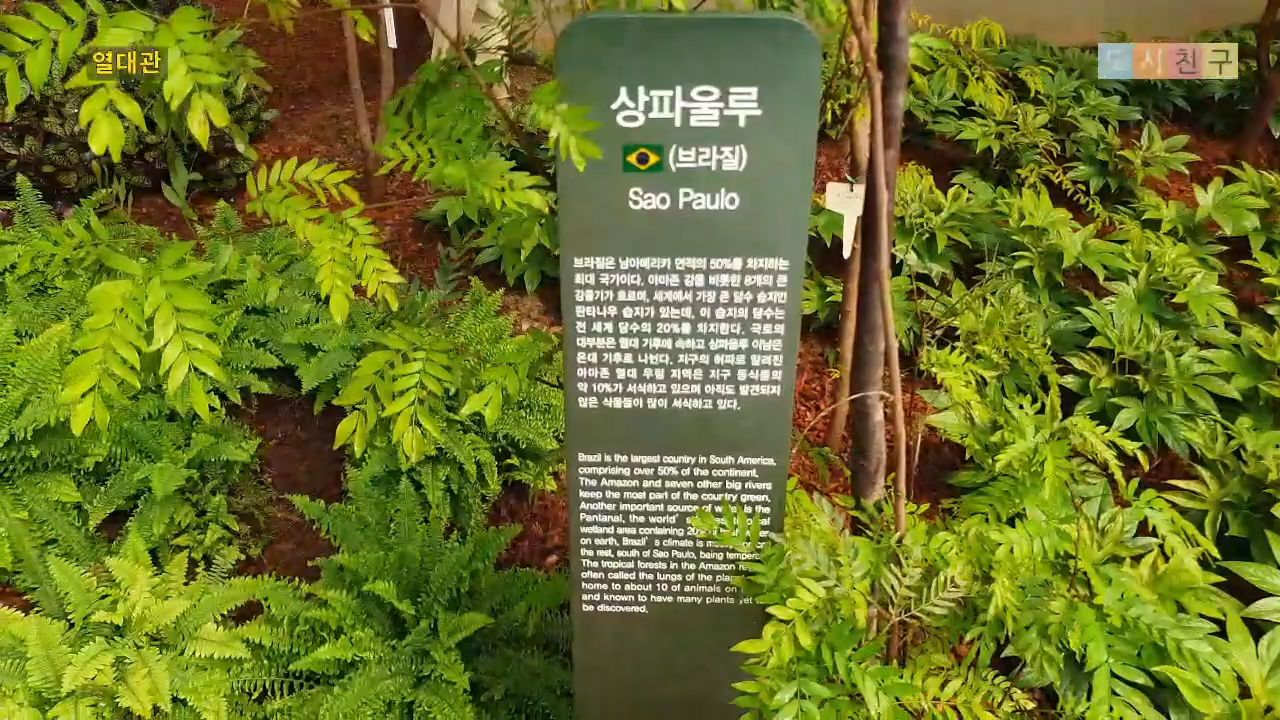 열대관
도시친구
상파울루
(브라질)
Sao Paulo
브라질은 남아메리카 면적의 50%를 차지하는
최대 국가이다. 아마존 강을 비롯한 8개의 큰
강줄기가 흐르며, 세계에서 가장 큰 담수 습지인
판타나우 습지가 있는데, 이 습지의 담수는
전 세계 담수의 20%를 차지한다. 국토의
대부분은 열대 기후에 속하고 상파울루 이남은
온대 기후로 나뉜다. 지구의 허파로 알려진
아마존 열대 우림 지역은 지구 동식물의
약 10%가 서식하고 있으며 아직도 발견되지
않은 식물들이 많이 서식하고 있다.
Brazil is the largest country in South America,
comprising over 50% of the continent.
The Amazon and seven other big rivers
keep the most part of the country green.
Another important source of water is the
Pantanal, the world's
wetland area containing 20%
on earth. Brazil's climate is
the rest, south of Sao Paulo, being
The tropical forests in the Amazon
often called the lungs of the
home to about 10 of animals on
and known to have many plants yet
be discovered.